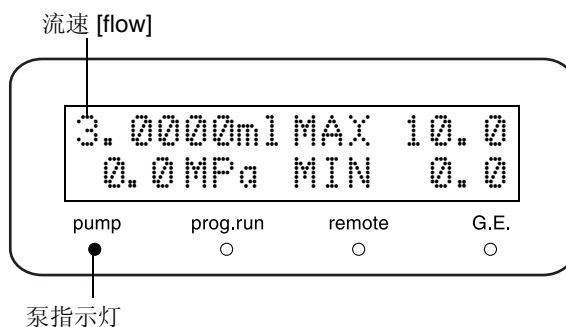 流速 [flow]
3.0000ml MAX 10.0
0.0MPa MIN 0.0
pump prog.run remote G.E.
泵指示灯